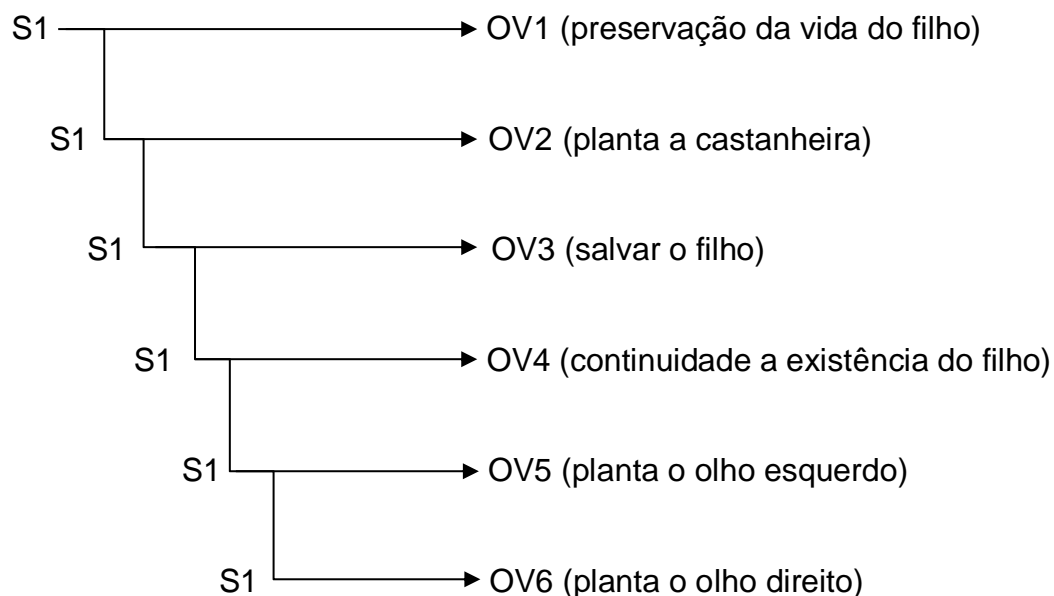 S1 OV1 (preservação da vida do filho)
S1 OV2 (planta a castanheira)
S1 OV3 (salvar o filho)
S1 OV4 (continuidade a existência do filho)
S1 OV5 (planta o olho esquerdo)
S1 OV6 (planta o olho direito)